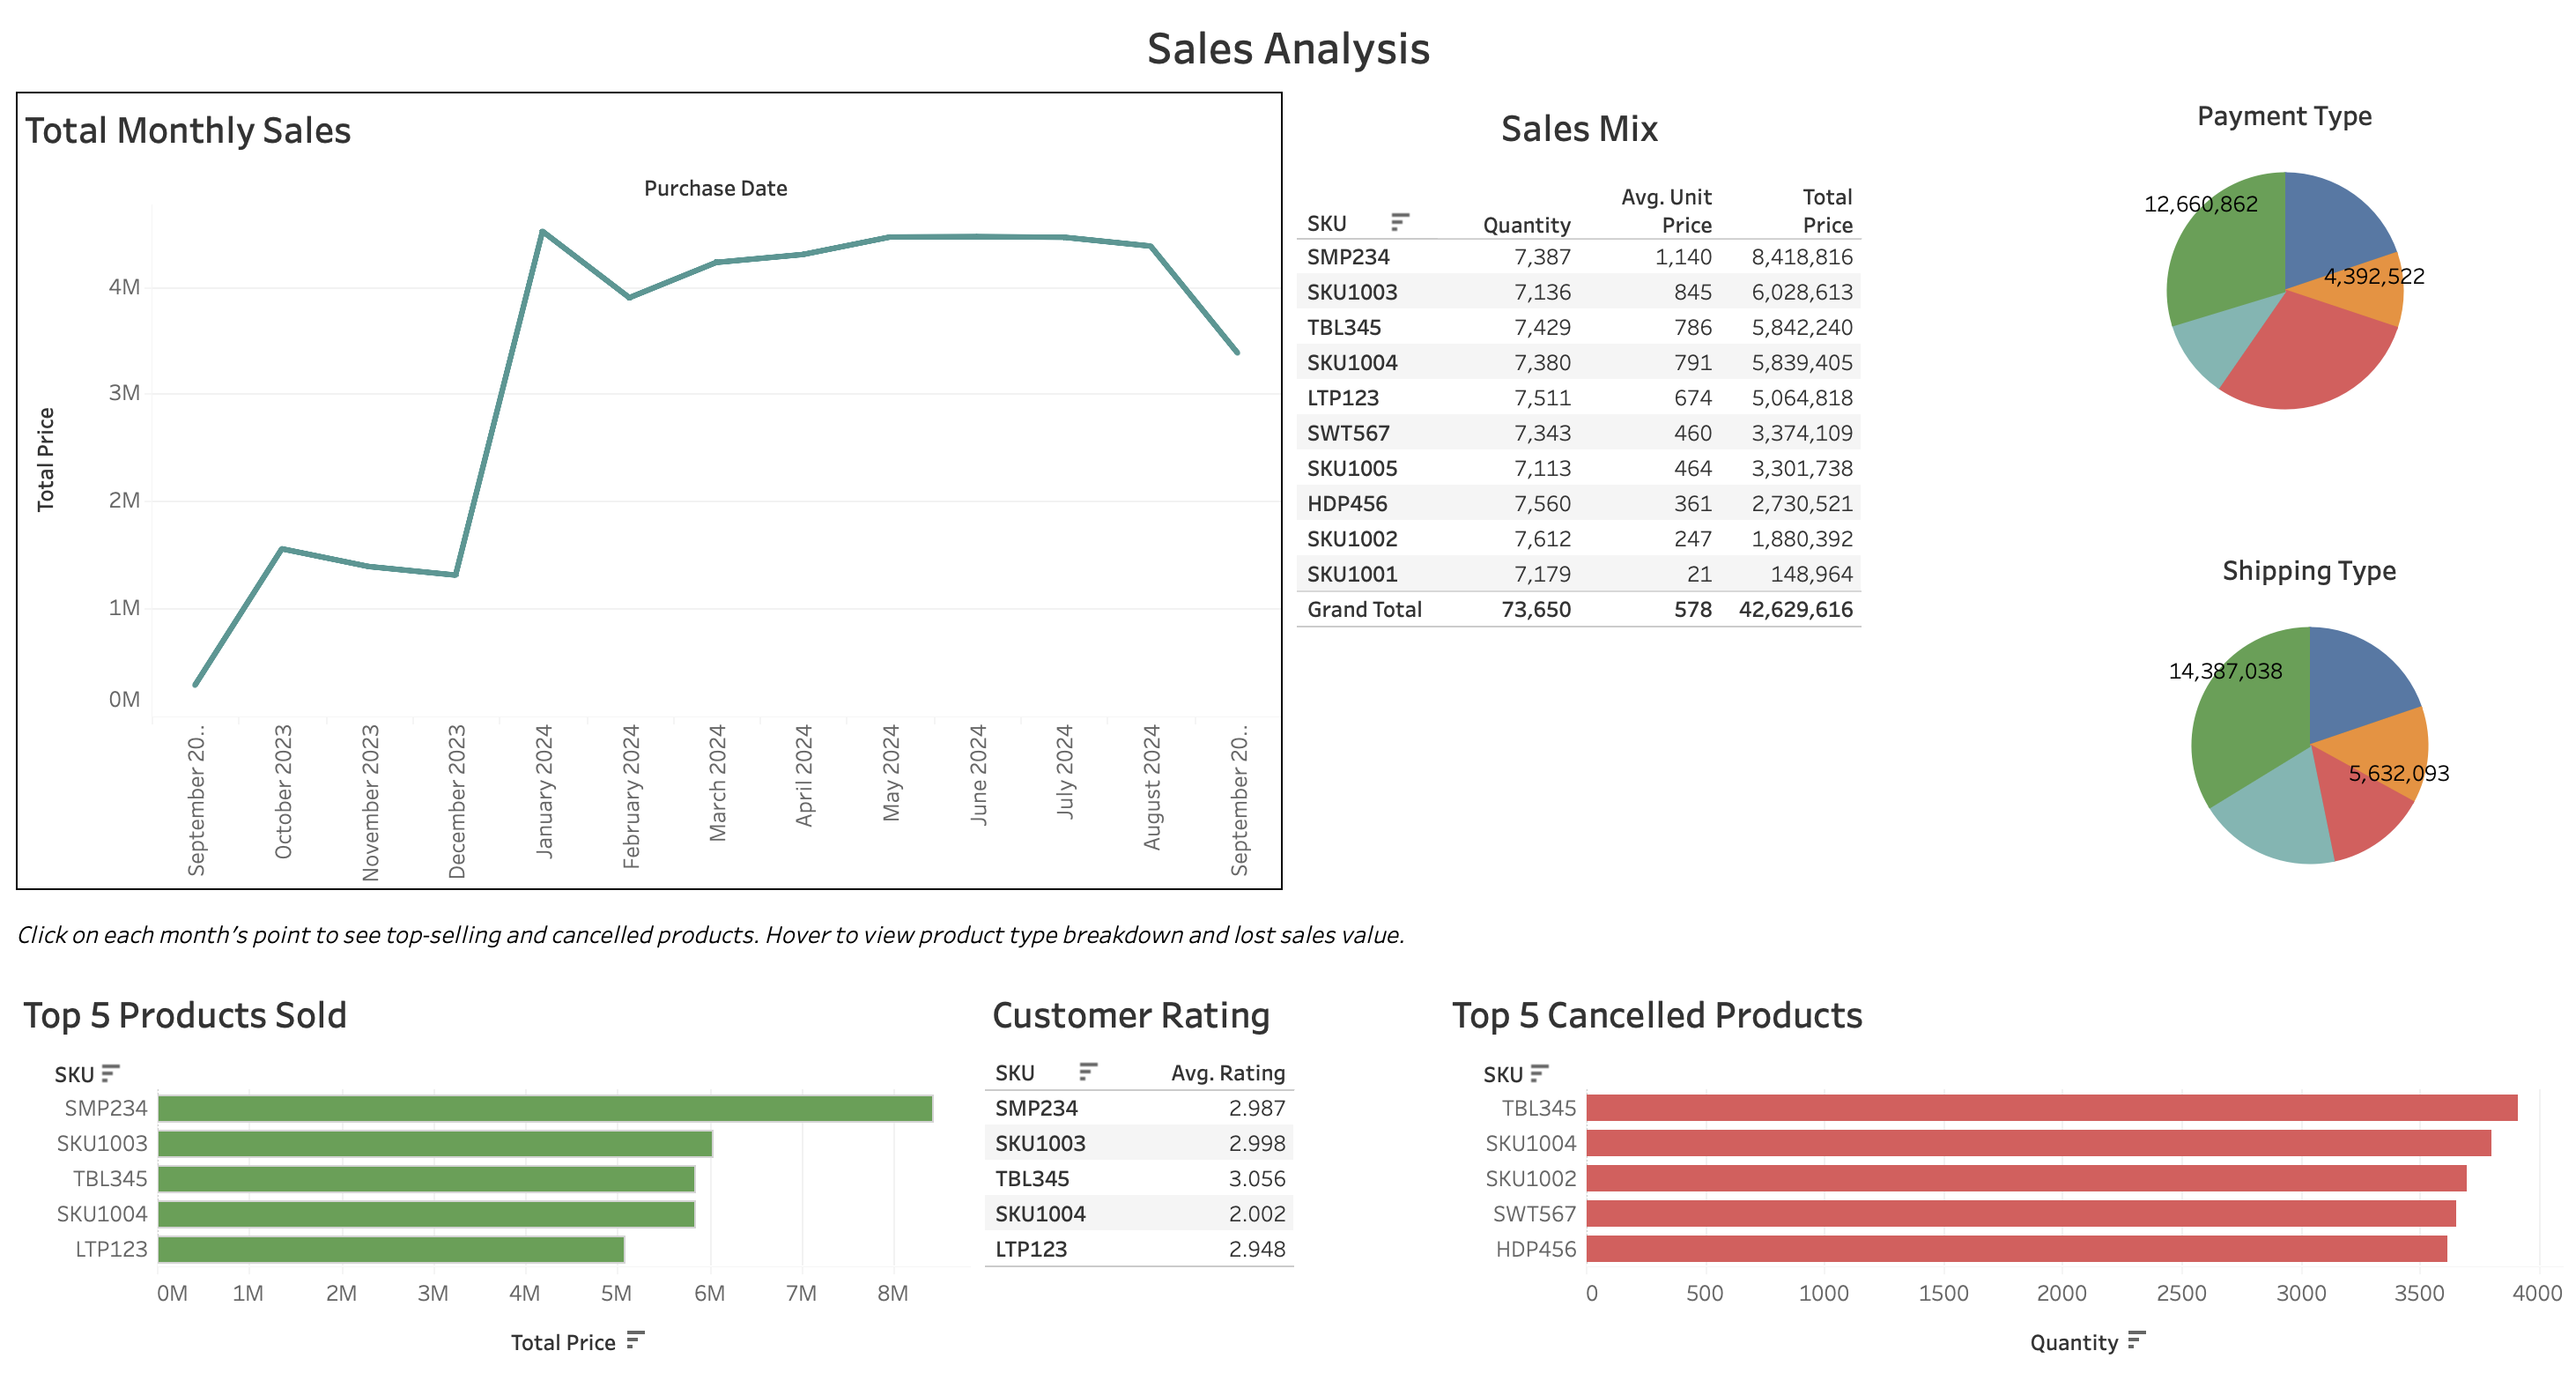 Sales Analysis
Total Monthly Sales
Purchase Date
Total Price
4M
3M
2M
1M
0M
September 20..
October 2023
November 2023
December 2023
January 2024
February 2024
March 2024
April 2024
May 2024
June 2024
July 2024
August 2024
September 20..
Sales Mix
SKU Quantity Avg. Unit Price Total Price
SMP234 7,387 1,140 8,418,816
SKU1003 7,136 845 6,028,613
TBL345 7,429 786 5,842,240
SKU1004 7,380 791 5,839,405
LTP123 7,511 674 5,064,818
SWT567 7,343 460 3,374,109
SKU1005 7,113 464 3,301,738
HDP456 7,560 361 2,730,521
SKU1002 7,612 247 1,880,392
SKU1001 7,179 21 148,964
Grand Total 73,650 578 42,629,616
Payment Type
12,660,862
4,392,522
Shipping Type
14,387,038
5,632,093
Click on each month's point to see top-selling and cancelled products. Hover to view product type breakdown and lost sales value.
Top 5 Products Sold
SKU
SMP234
SKU1003
TBL345
SKU1004
LTP123
0M 1M 2M 3M 4M 5M 6M 7M 8M
Total Price
Customer Rating
SKU Avg. Rating
SMP234 2.987
SKU1003 2.998
TBL345 3.056
SKU1004 2.002
LTP123 2.948
Top 5 Cancelled Products
SKU
TBL345
SKU1004
SKU1002
SWT567
HDP456
0 500 1000 1500 2000 2500 3000 3500 4000
Quantity